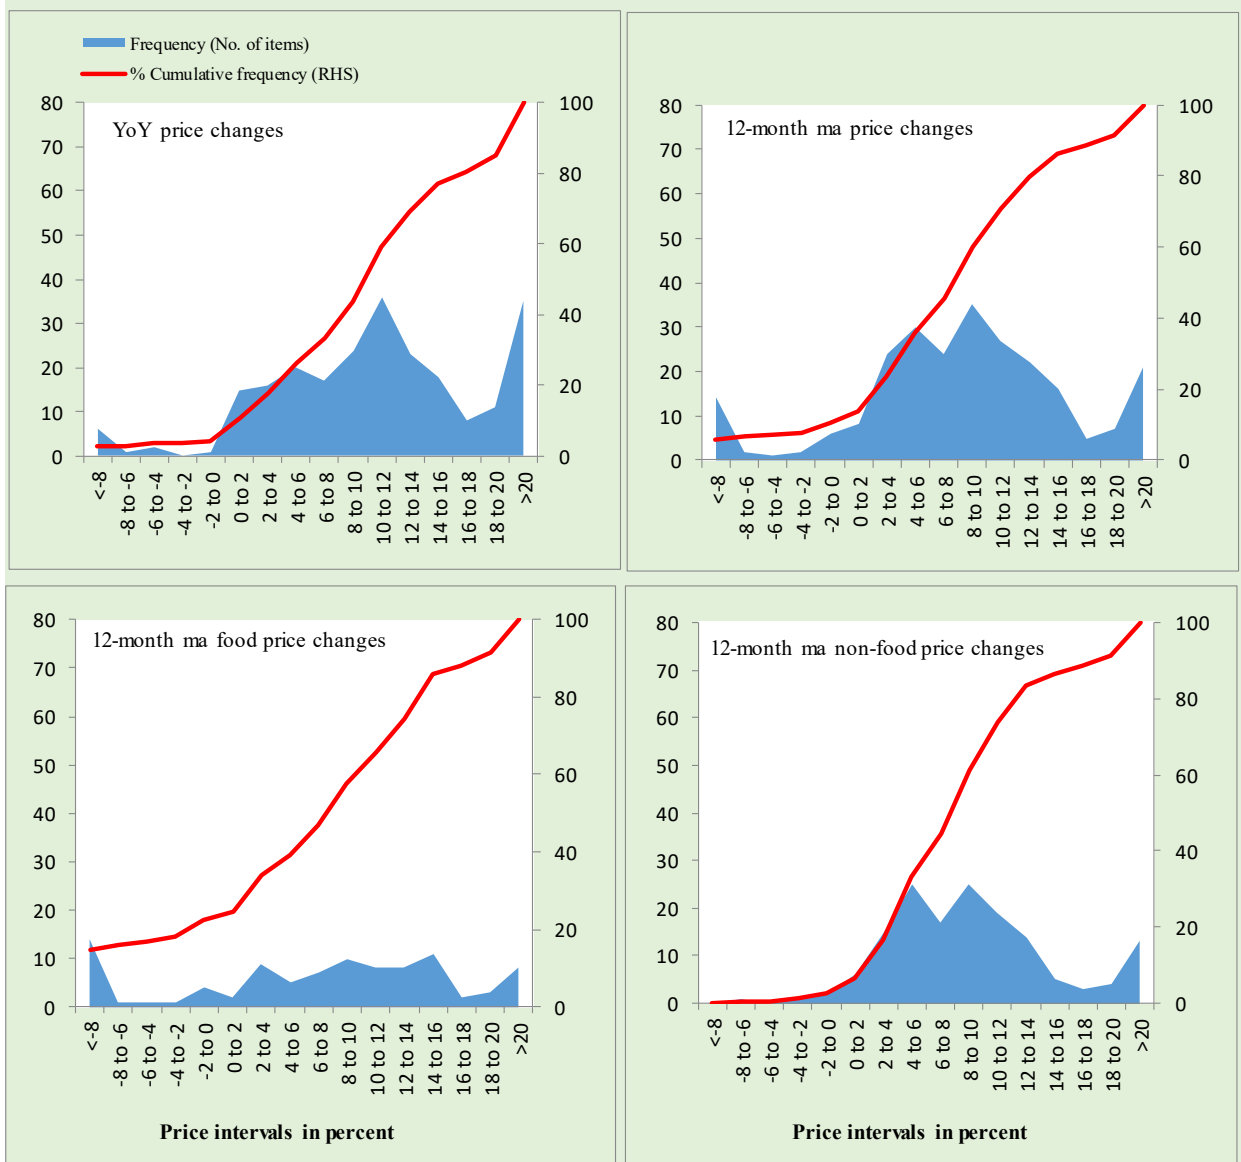 Frequency (No. of items)
% Cumulative frequency (RHS)
YoY price changes
80
70
60
50
40
30
20
10
0
100
80
60
40
20
0
<-8
-8 to -6
-6 to -4
-4 to -2
-2 to 0
0 to 2
2 to 4
4 to 6
6 to 8
8 to 10
10 to 12
12 to 14
14 to 16
16 to 18
18 to 20
>20
12-month ma price changes
80
70
60
50
40
30
20
10
0
100
80
60
40
20
0
<-8
-8 to -6
-6 to -4
-4 to -2
-2 to 0
0 to 2
2 to 4
4 to 6
6 to 8
8 to 10
10 to 12
12 to 14
14 to 16
16 to 18
18 to 20
>20
12-month ma food price changes
80
70
60
50
40
30
20
10
0
100
80
60
40
20
0
<-8
-8 to -6
-6 to -4
-4 to -2
-2 to 0
0 to 2
2 to 4
4 to 6
6 to 8
8 to 10
10 to 12
12 to 14
14 to 16
16 to 18
18 to 20
>20
Price intervals in percent
12-month ma non-food price changes
80
70
60
50
40
30
20
10
0
100
80
60
40
20
0
<-8
-8 to -6
-6 to -4
-4 to -2
-2 to 0
0 to 2
2 to 4
4 to 6
6 to 8
8 to 10
10 to 12
12 to 14
14 to 16
16 to 18
18 to 20
>20
Price intervals in percent